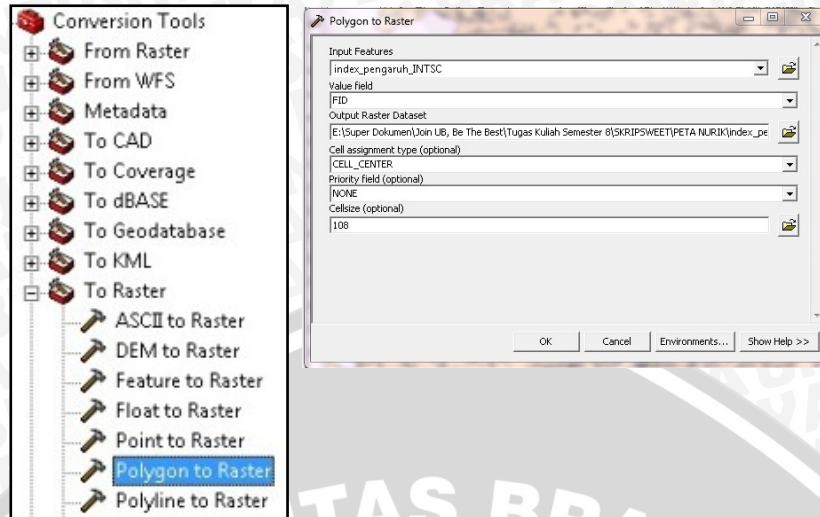 Conversion Tools
From Raster
From WFS
Metadata
To CAD
To Coverage
To dBASE
To Geodatabase
To KML
To Raster
ASCII to Raster
DEM to Raster
Feature to Raster
Float to Raster
Point to Raster
Polygon to Raster
Polyline to Raster
Polygon to Raster
Input Features
index_pengaruh_INTSC
Value field
FID
Output Raster Dataset
E:\Super Dokumen\Join UB, Be The Best\Tugas Kuliah Semester 8\SKRIPSWEET\PETA NURIK\index_pe
Cell assignment type (optional)
CELL_CENTER
Priority field (optional)
NONE
Cellsize (optional)
108
OK Cancel Environments... Show Help >>
TAS BRA